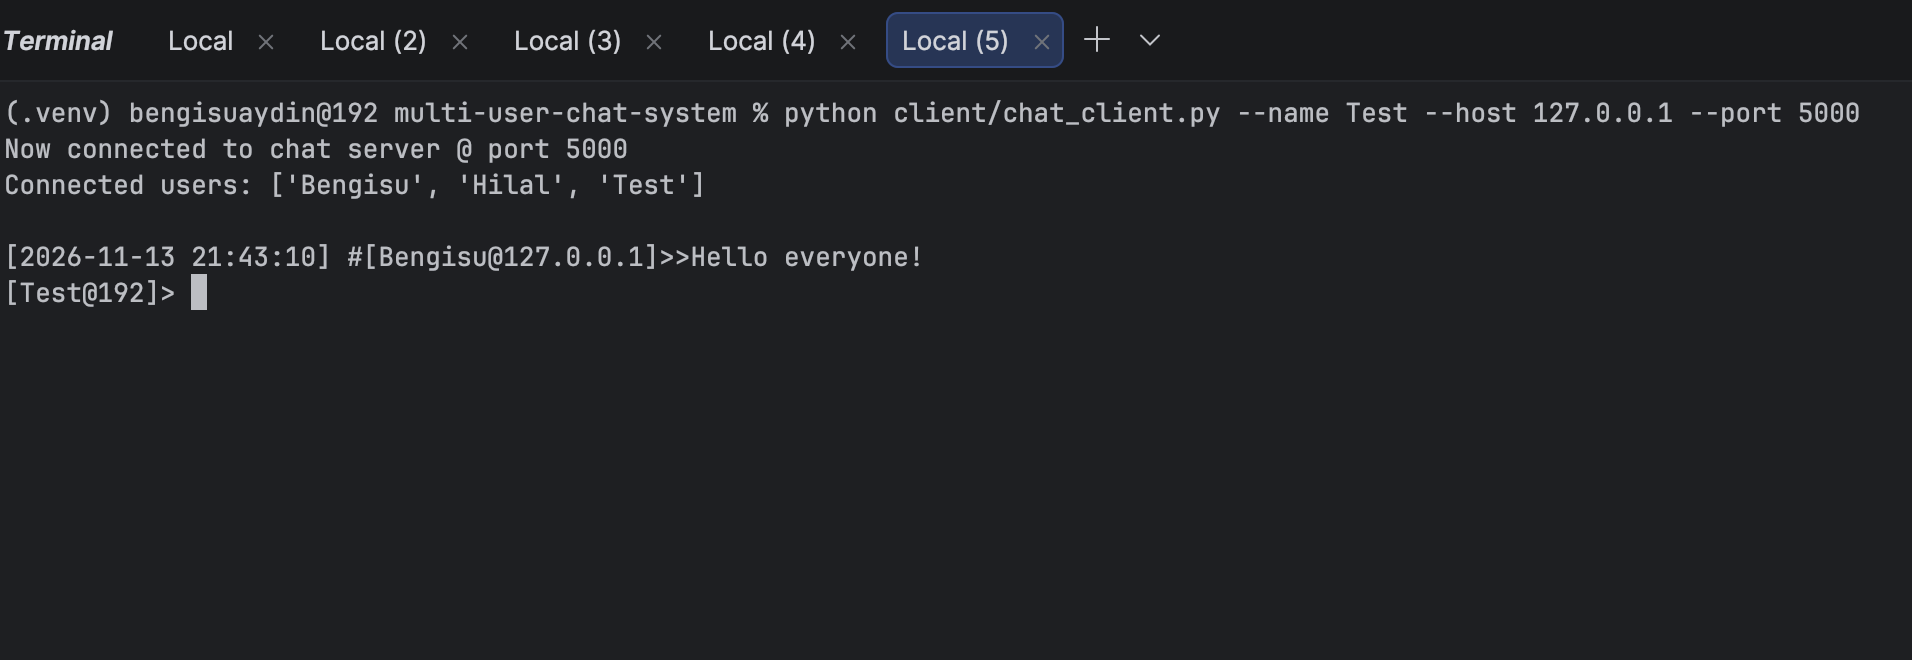 Terminal Local Local (2) Local (3) Local (4) Local (5)
(.venv) bengisuaydin@192 multi-user-chat-system % python client/chat_client.py --name Test --host 127.0.0.1 --port 5000
Now connected to chat server @ port 5000
Connected users: ['Bengisu', 'Hilal', 'Test']
[2026-11-13 21:43:10] #[Bengisu@127.0.0.1]>>Hello everyone!
[Test@192]>